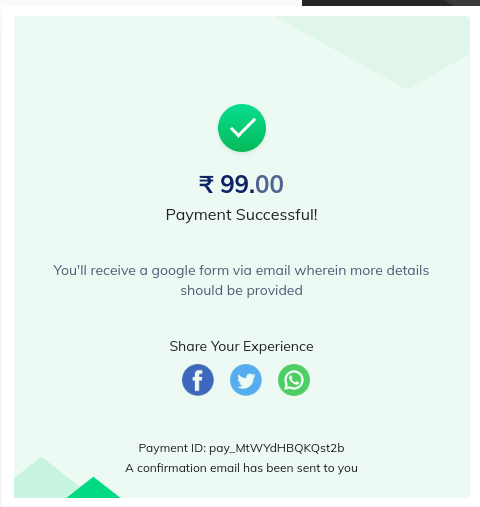 ₹ 99.00
Payment Successful!
You'll receive a google form via email wherein more details
should be provided
Share Your Experience
Payment ID: pay_MtWYdHBQKQst2b
A confirmation email has been sent to you